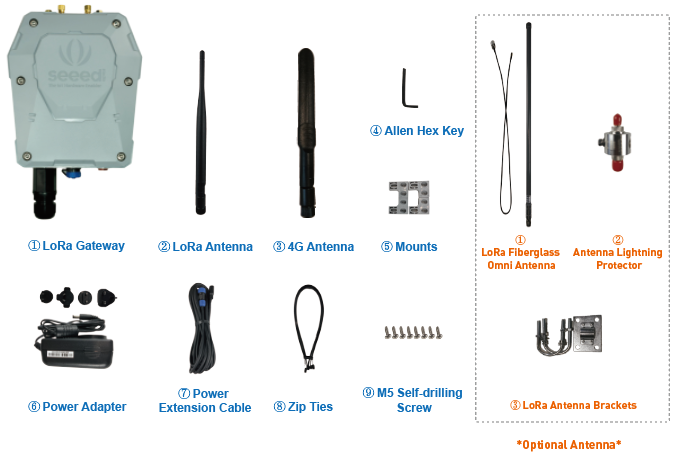 seeed
④ Allen Hex Key
① LoRa Gateway
② LoRa Antenna
③ 4G Antenna
⑤ Mounts
①
LoRa Fiberglass
Omni Antenna
②
Antenna Lightning
Protector
⑥ Power Adapter
⑦ Power
Extension Cable
⑧ Zip Ties
⑨ M5 Self-drilling
Screw
③ LoRa Antenna Brackets
*Optional Antenna*